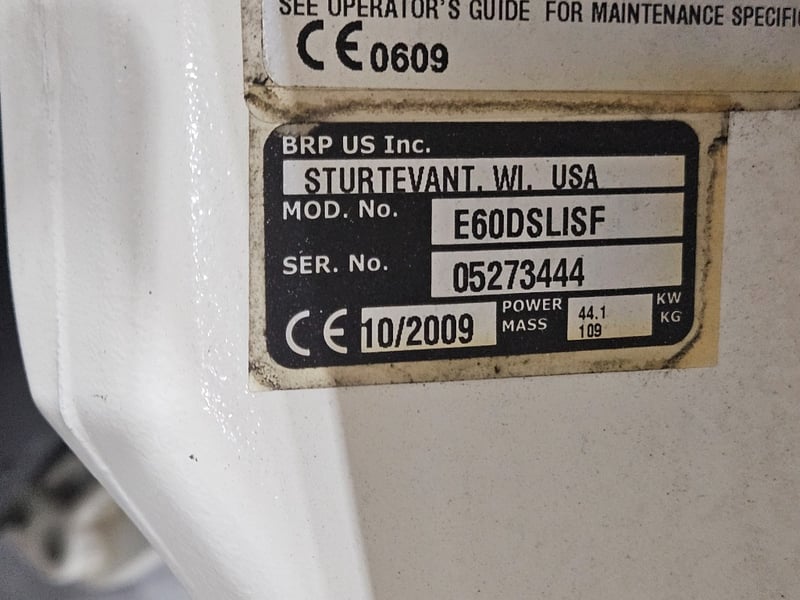 SEE OPERATOR'S GUIDE FOR MAINTENANCE
CE 0609
BRP US Inc.
STURTEVANT, WI. USA
MOD. No. E60DSLISF
SER. No. 05273444
CE 10/2009 POWER 44.1 KW
MASS 109 KG